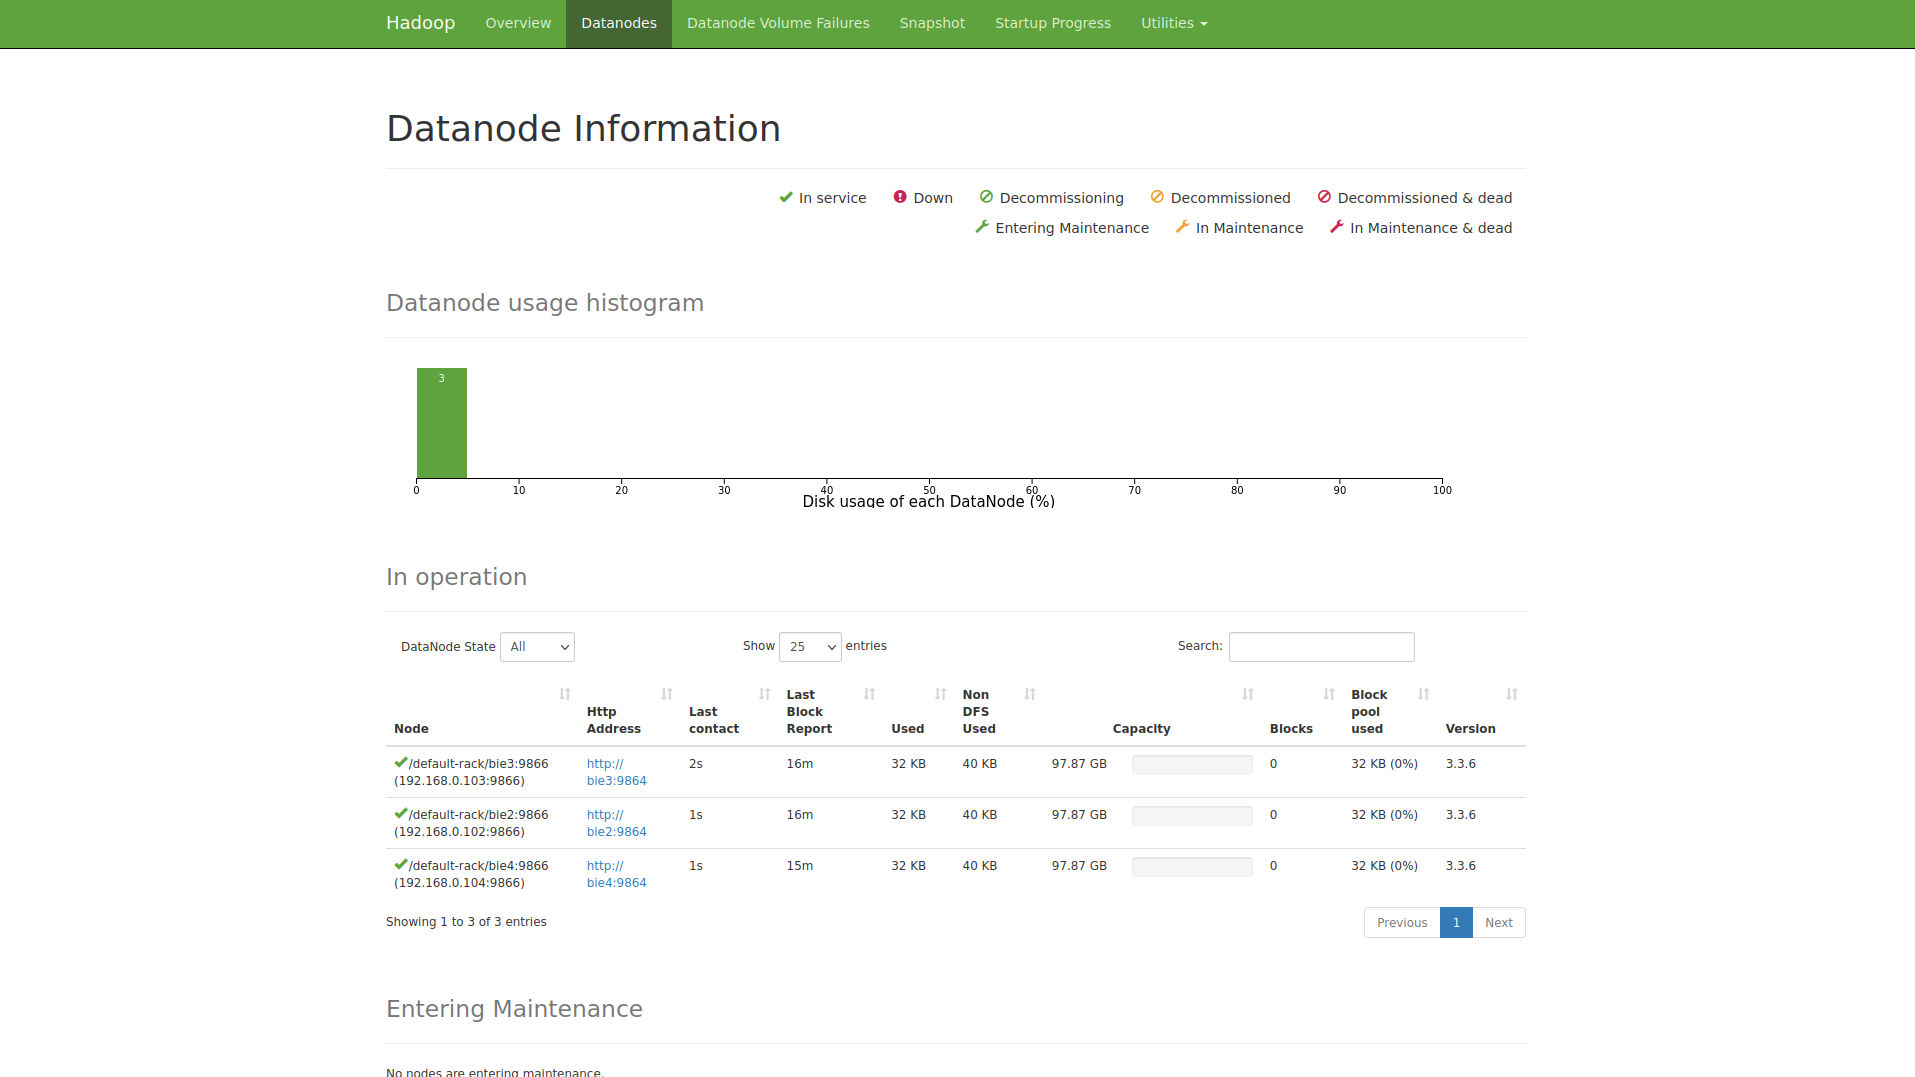 Hadoop Overview Datanodes Datanode Volume Failures Snapshot Startup Progress Utilities
Datanode Information
In service Down Decommissioning Decommissioned Decommissioned & dead
Entering Maintenance In Maintenance In Maintenance & dead
Datanode usage histogram
3
0 10 20 30 40 50 60 70 80 90 100
Disk usage of each DataNode (%)
In operation
DataNode State All Show 25 entries Search:
Node Http Address Last contact Last Block Report Used Non DFS Used Capacity Blocks Block pool used Version
/default-rack/bie3:9866 http:// 2s 16m 32 KB 40 KB 97.87 GB 0 32 KB (0%) 3.3.6
(192.168.0.103:9866) bie3:9864
/default-rack/bie2:9866 http:// 1s 16m 32 KB 40 KB 97.87 GB 0 32 KB (0%) 3.3.6
(192.168.0.102:9866) bie2:9864
/default-rack/bie4:9866 http:// 1s 15m 32 KB 40 KB 97.87 GB 0 32 KB (0%) 3.3.6
(192.168.0.104:9866) bie4:9864
Showing 1 to 3 of 3 entries Previous 1 Next
Entering Maintenance
No nodes are entering maintenance.